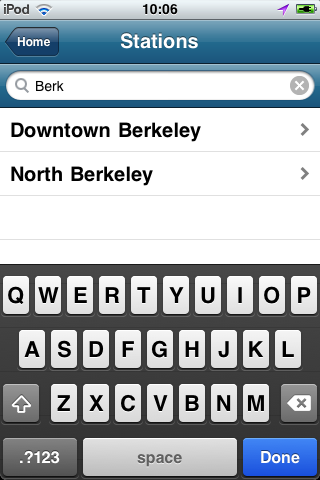 iPod 10:06
Home Stations
Berk
Downtown Berkeley
North Berkeley
Q W E R T Y U I O P
A S D F G H J K L
Z X C V B N M
.?123 space Done